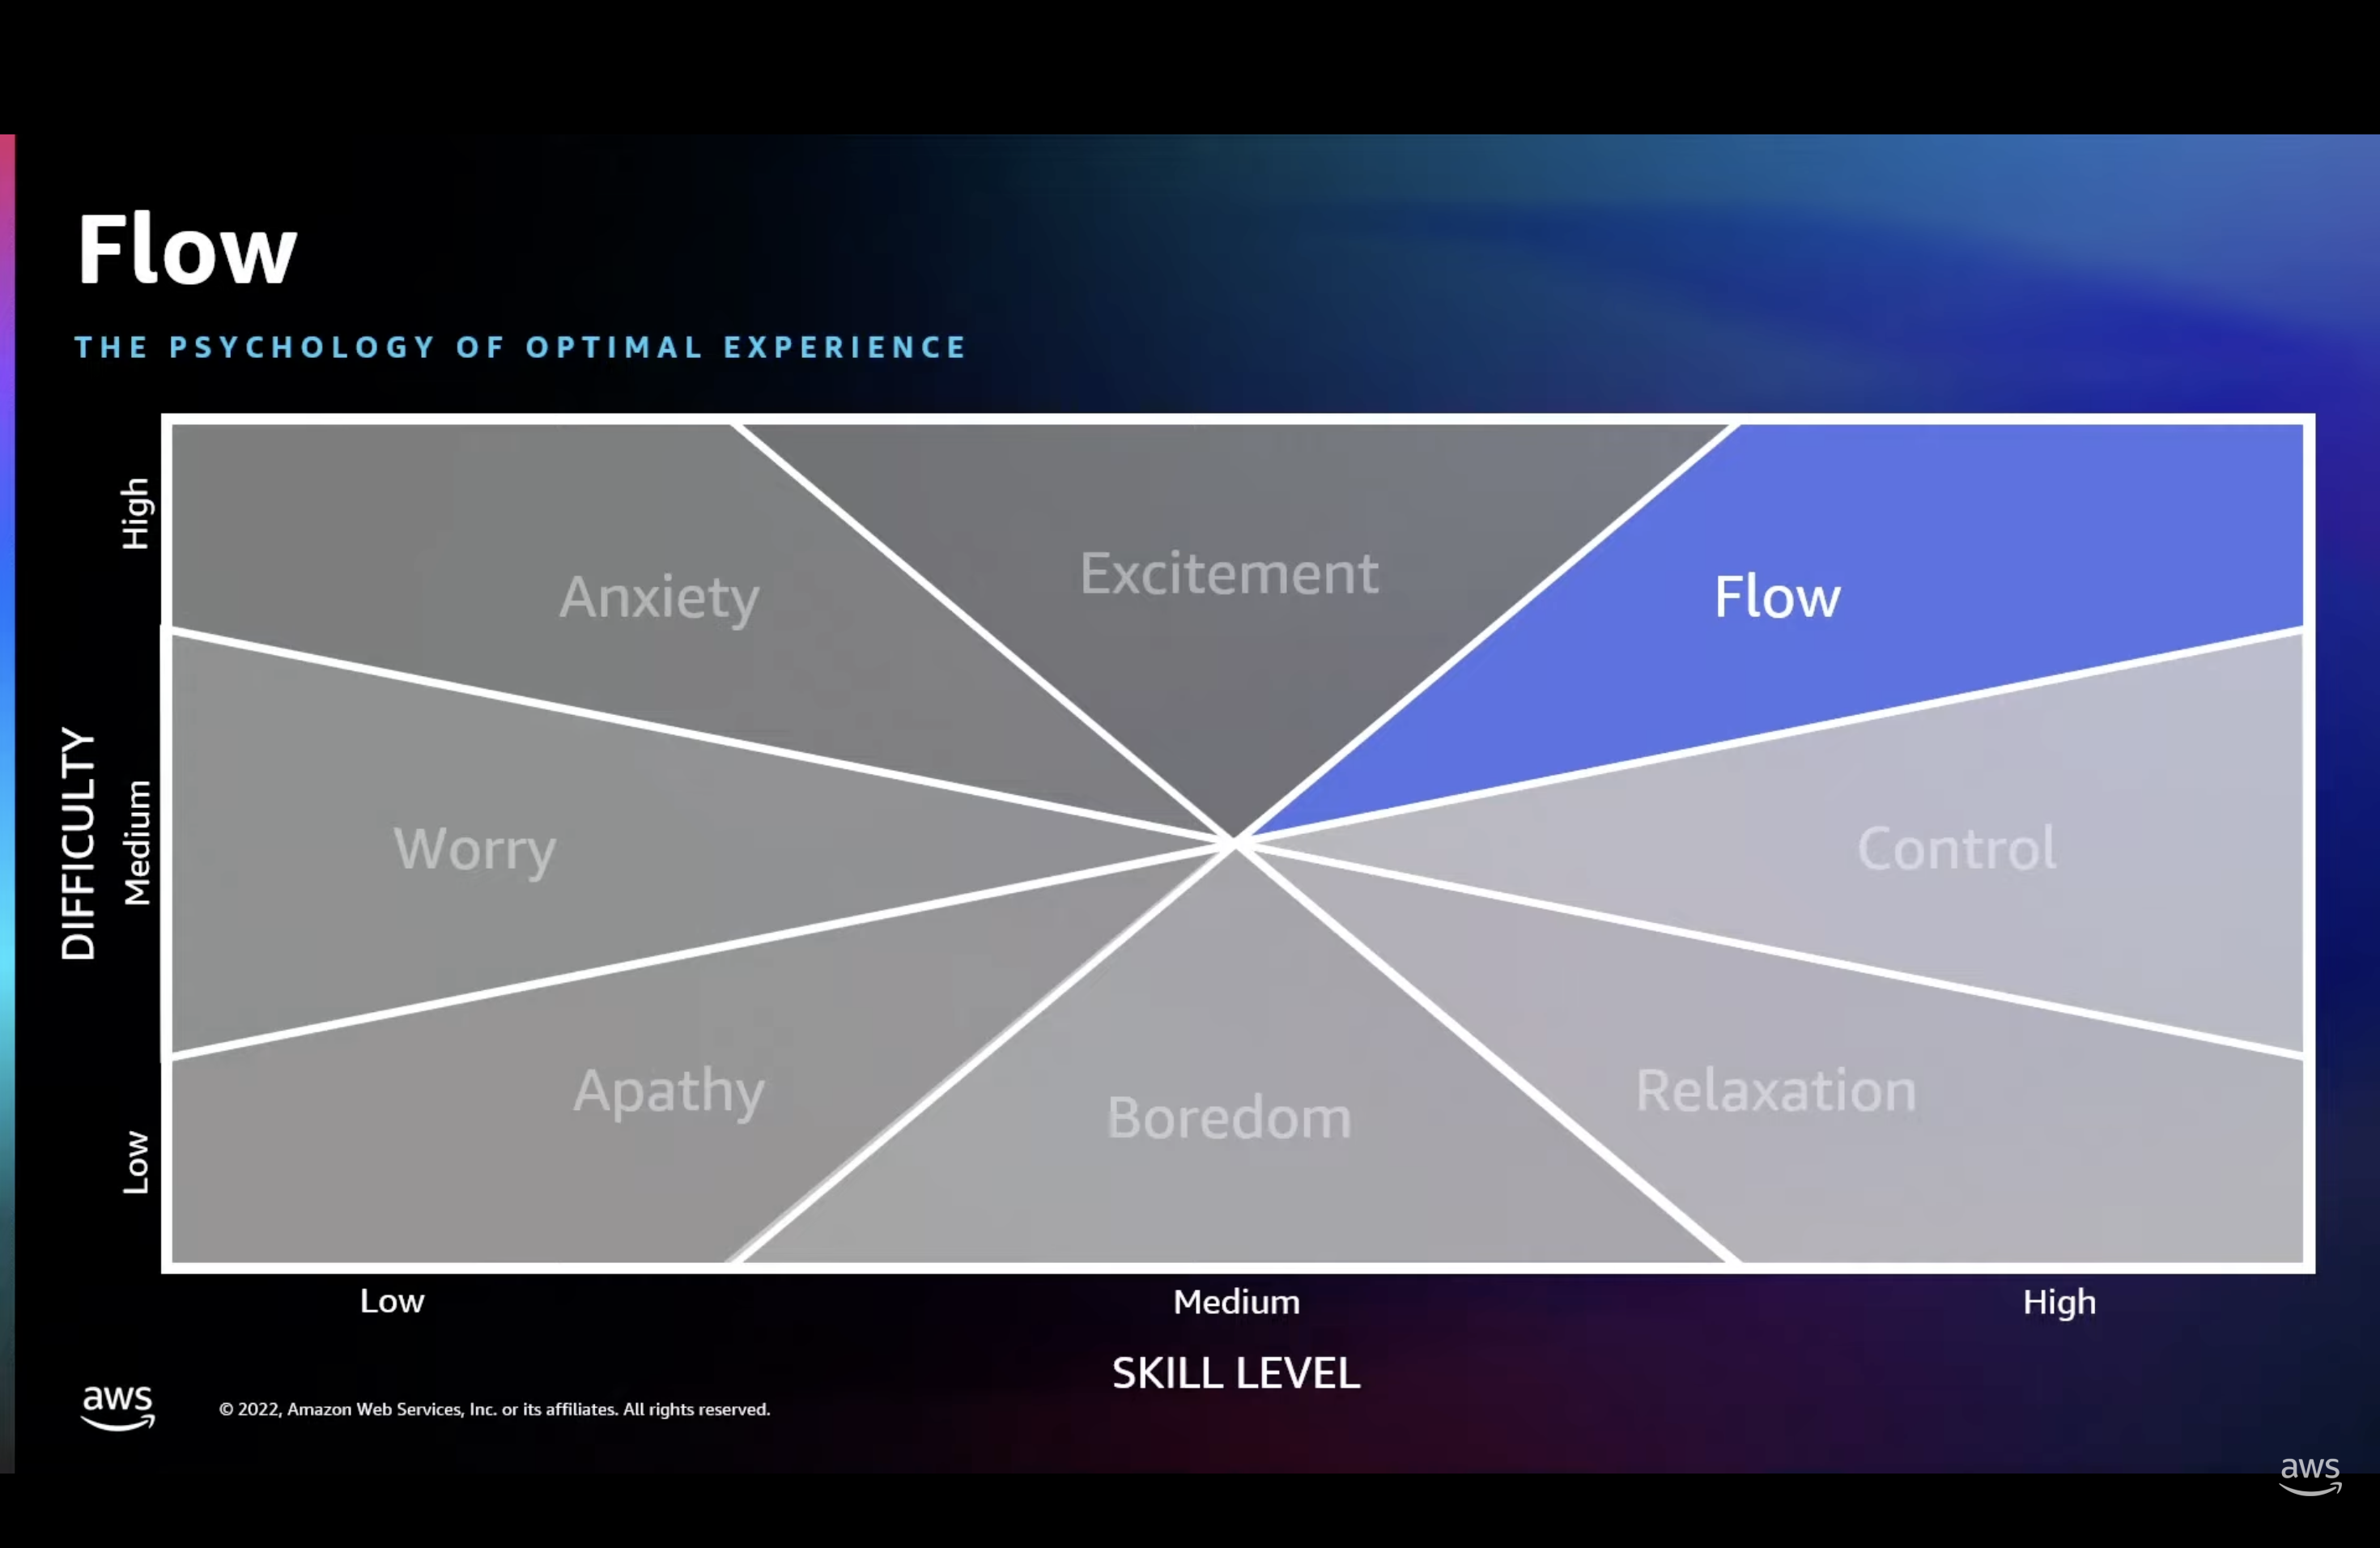 Flow
THE PSYCHOLOGY OF OPTIMAL EXPERIENCE
DIFFICULTY
High
Medium
Low
Anxiety
Excitement
Flow
Worry
Control
Apathy
Boredom
Relaxation
Low
Medium
High
SKILL LEVEL
aws
© 2022, Amazon Web Services, Inc. or its affiliates. All rights reserved.
aws